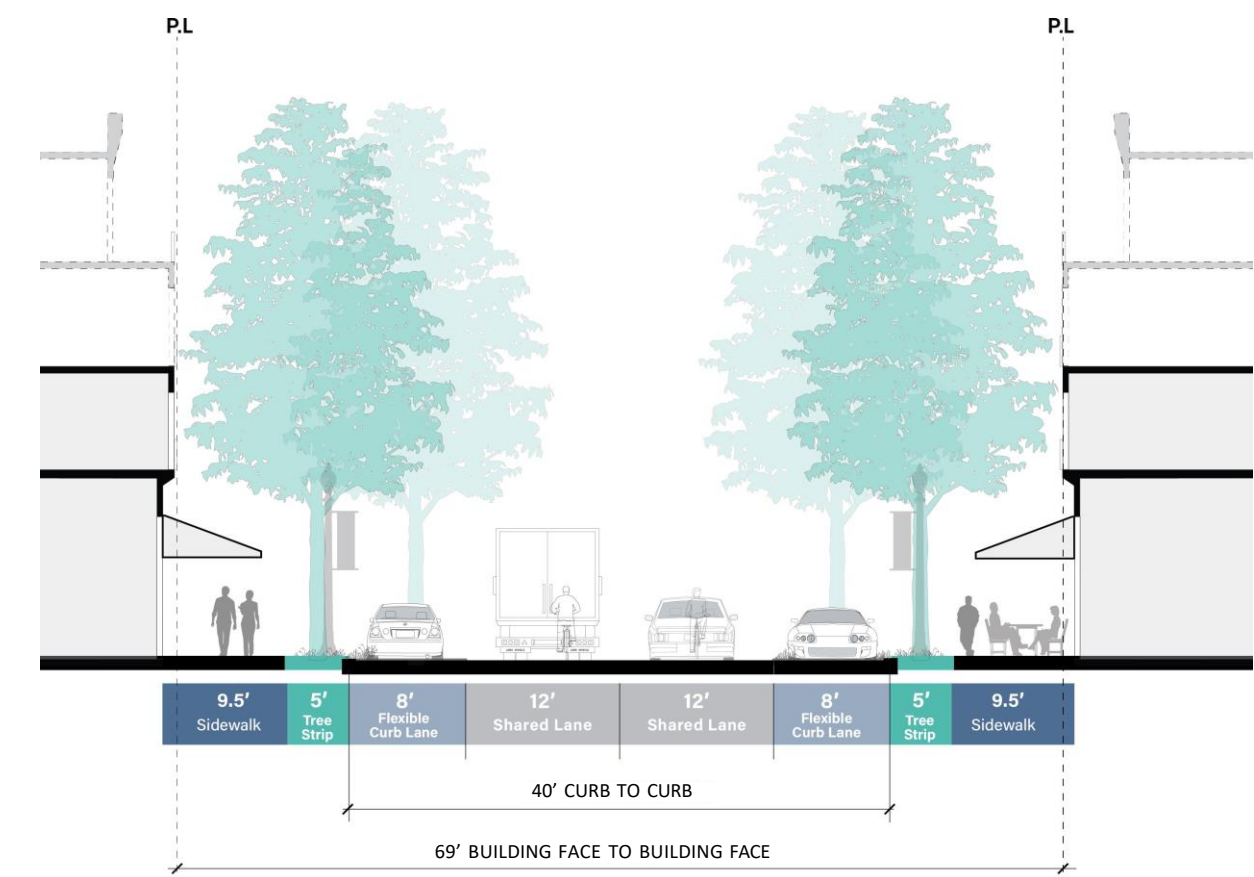 P.L
P.L
9.5′
Sidewalk
5′
Tree
Strip
8′
Flexible
Curb Lane
12′
Shared Lane
12′
Shared Lane
8′
Flexible
Curb Lane
5′
Tree
Strip
9.5′
Sidewalk
40’ CURB TO CURB
69’ BUILDING FACE TO BUILDING FACE